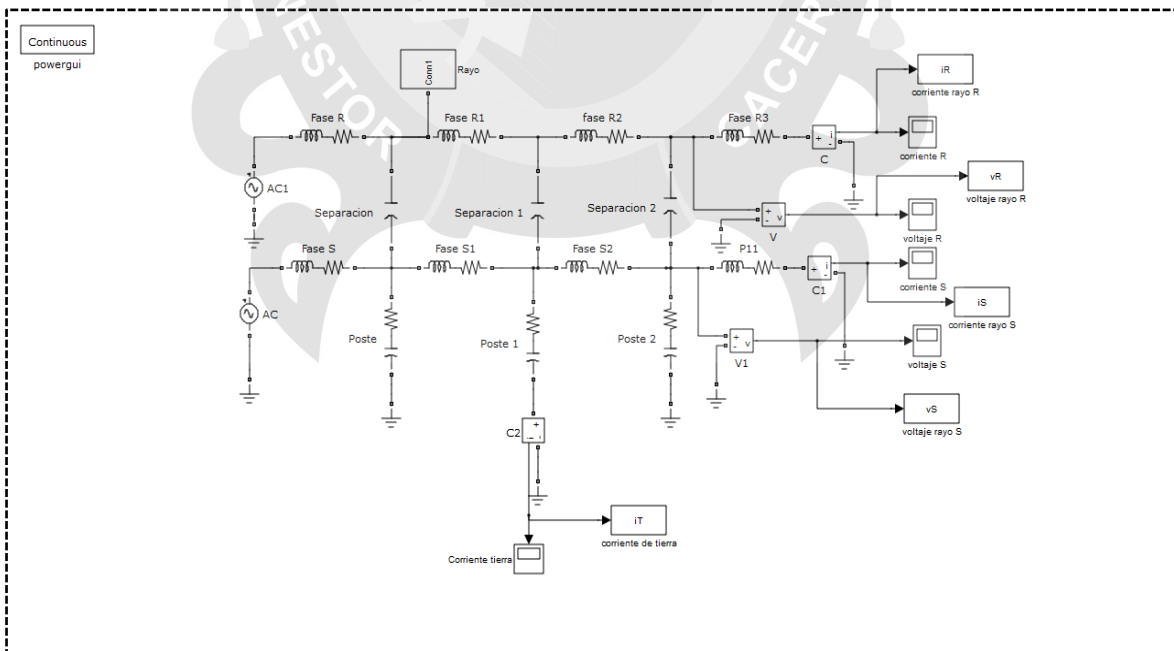 Continuous
powergui
NESTOR
SACER
Conn1
Rayo
iR
corriente rayo R
Fase R
Fase R1
fase R2
Fase R3
+
i
-
C
corriente R
AC1
vR
voltaje rayo R
Separacion
Separacion 1
Separacion 2
+
-
v
V
voltaje R
Fase S
Fase S1
Fase S2
P11
+
i
-
C1
corriente S
AC
iS
corriente rayo S
Poste
Poste 1
Poste 2
+
-
v
V1
voltaje S
vS
voltaje rayo S
C2
+
i
-
iT
corriente de tierra
Corriente tierra